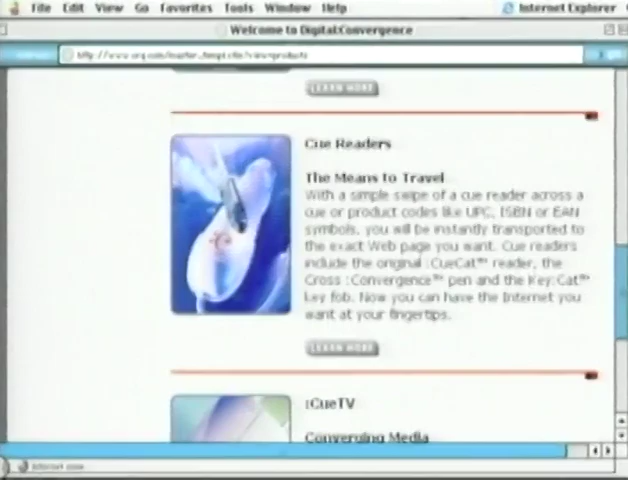 File Edit View Go Favorites Tools Window Help Internet Explorer
Welcome to Digital:Convergence
LEARN MORE
Cue Readers
The Means to Travel
With a simple swipe of a cue reader across a
cue or product codes like UPC, ISBN or EAN
symbols, you will be instantly transported to
the exact Web page you want. Cue readers
include the original :CueCat™ reader, the
Cross :Convergence™ pen and the Key:Cat™
key fob. Now you can have the Internet you
want at your fingertips.
LEARN MORE
:CueTV
Converging Media
Internet zone